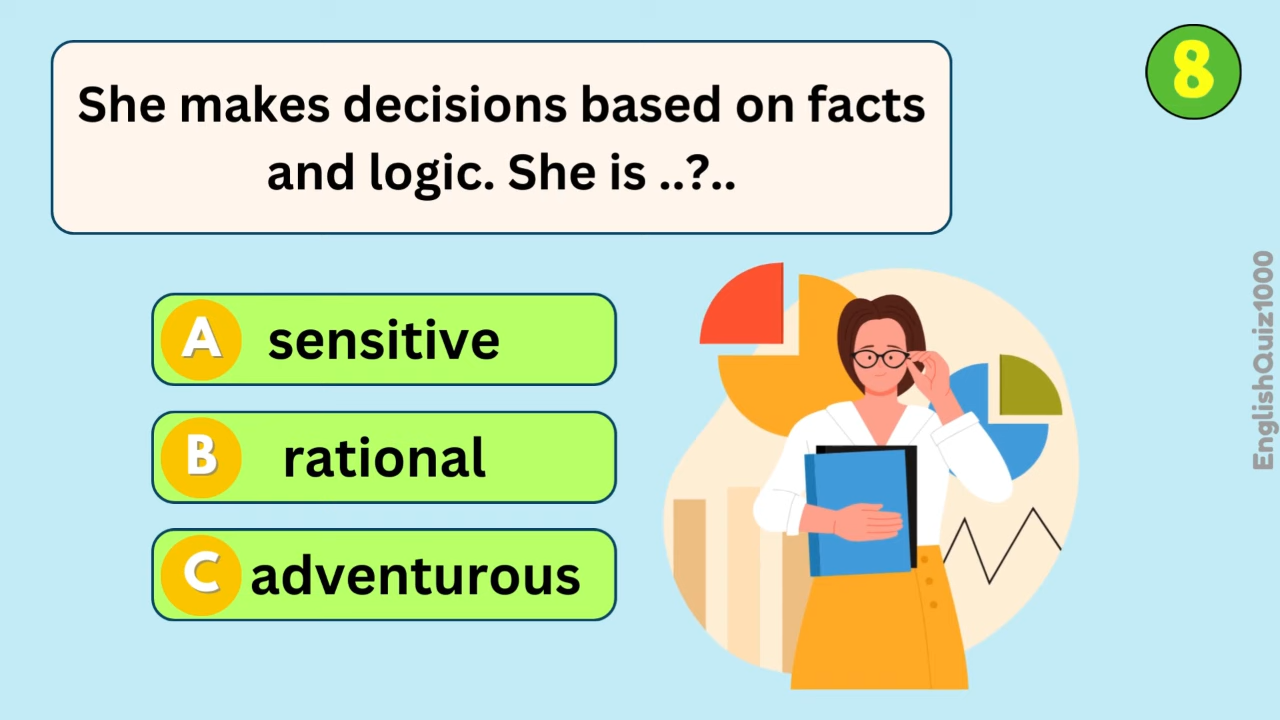 8
She makes decisions based on facts
and logic. She is ..?..
A sensitive
B rational
C adventurous
EnglishQuiz1000